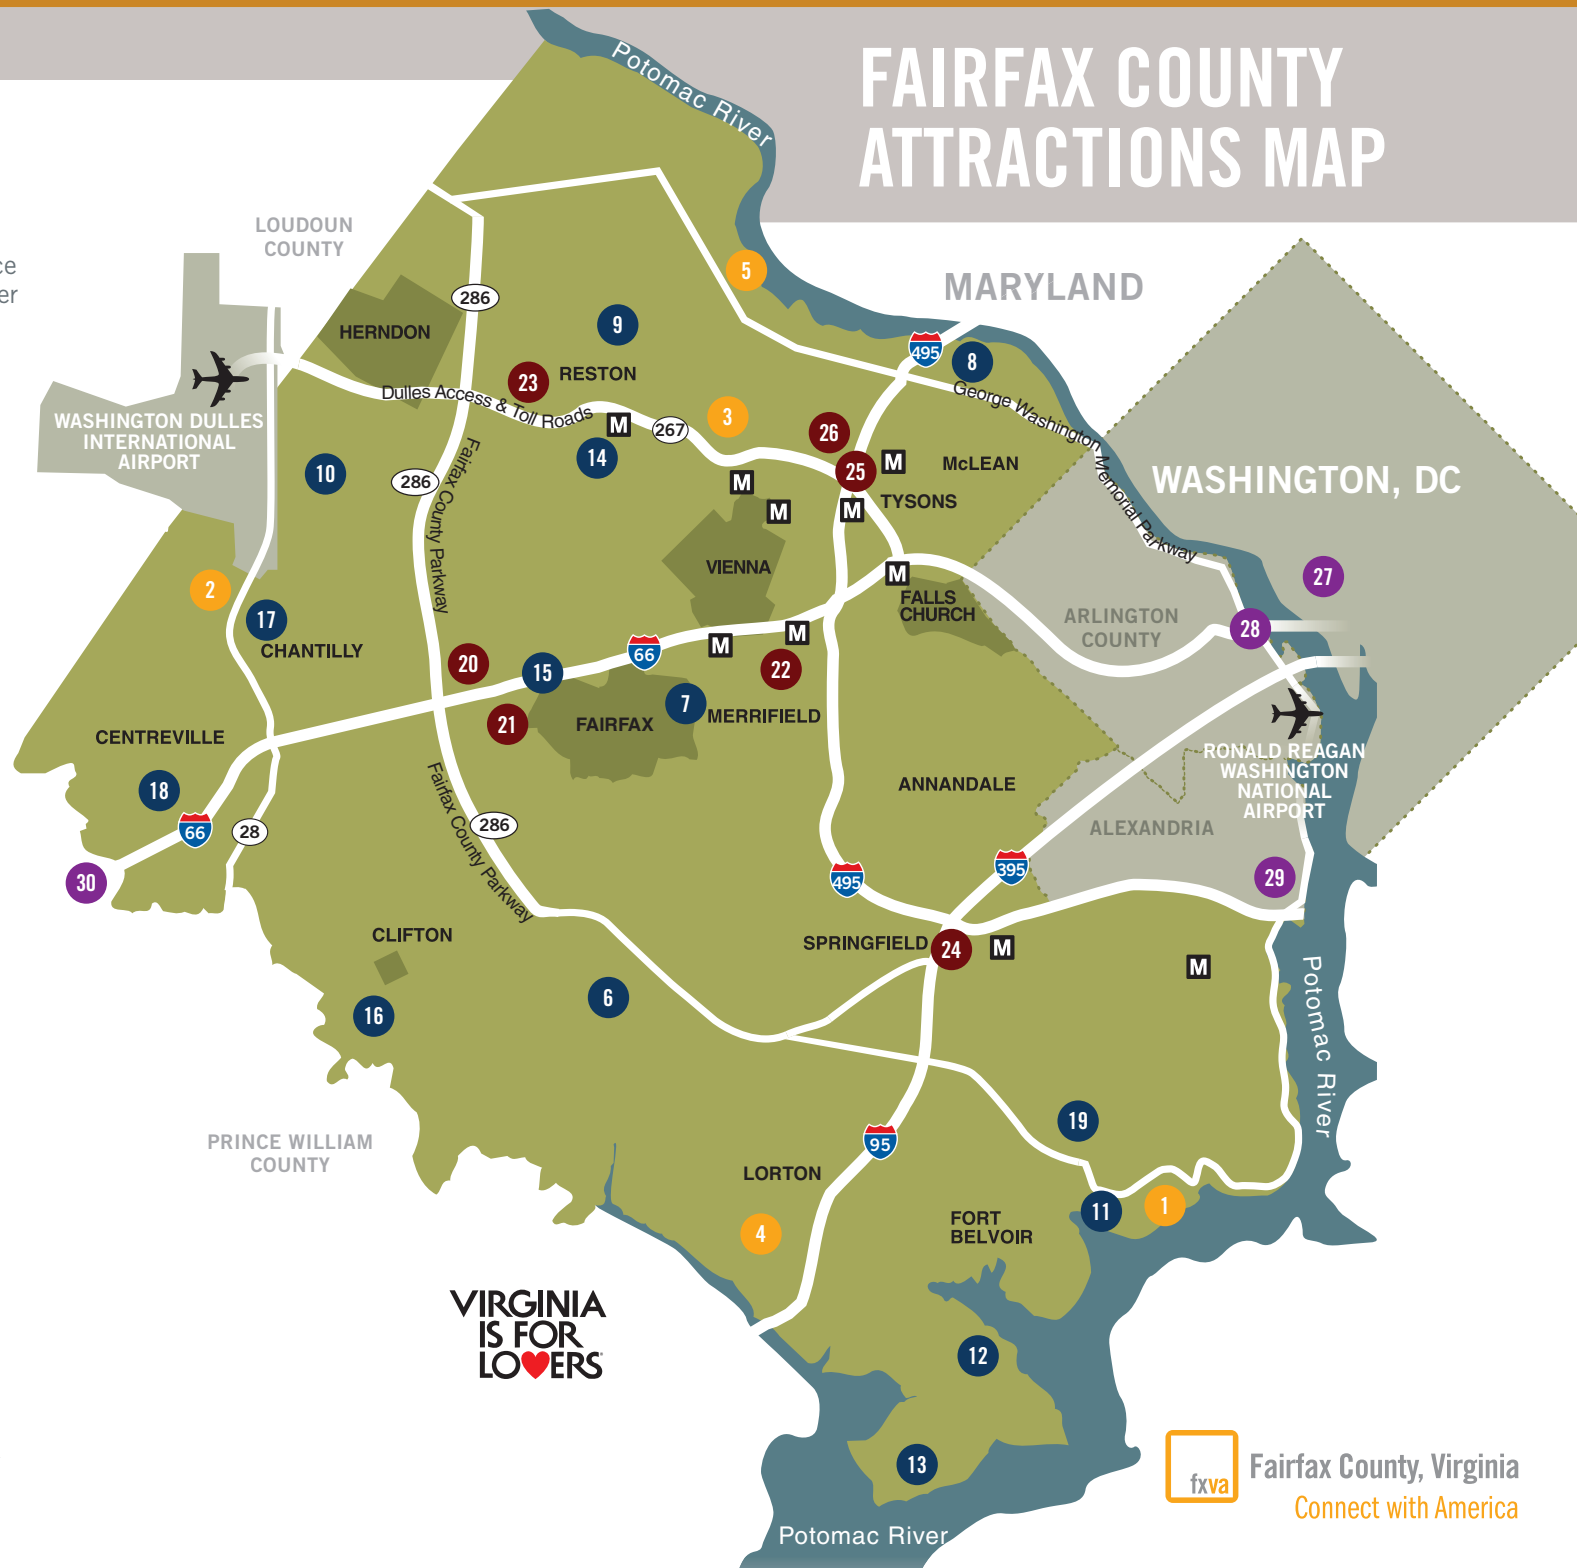 FAIRFAX COUNTY
ATTRACTIONS MAP
Potomac River
LOUDOUN
COUNTY
ce
er
5
MARYLAND
286
9
HERNDON
495
8
RESTON
23
George Washington Memorial Parkway
Dulles Access & Toll Roads
M
267
3
26
WASHINGTON DULLES
INTERNATIONAL
AIRPORT
14
25
M
McLEAN
10
286
Fairfax County Parkway
M
M
M
TYSONS
WASHINGTON, DC
VIENNA
M
27
2
17
CHANTILLY
FALLS
CHURCH
ARLINGTON
COUNTY
28
20
15
66
M
M
22
21
FAIRFAX
7
MERRIFIELD
CENTREVILLE
RONALD REAGAN
WASHINGTON
NATIONAL
AIRPORT
18
66
28
Fairfax County Parkway
286
ANNANDALE
ALEXANDRIA
30
495
395
29
CLIFTON
SPRINGFIELD
24
M
M
Potomac River
16
6
PRINCE WILLIAM
COUNTY
95
19
LORTON
4
FORT
BELVOIR
11
1
VIRGINIA
IS FOR
LOVERS
12
13
fxva
Fairfax County, Virginia
Connect with America
Potomac River